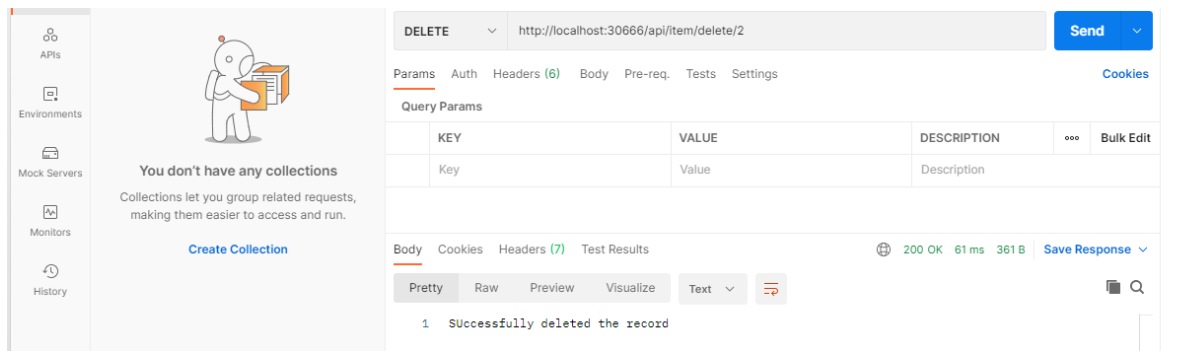 APIs
Environments
Mock Servers
Monitors
History
You don't have any collections
Collections let you group related requests,
making them easier to access and run.
Create Collection
DELETE http://localhost:30666/api/item/delete/2 Send
Params Auth Headers (6) Body Pre-req. Tests Settings Cookies
Query Params
KEY VALUE DESCRIPTION ooo Bulk Edit
Key Value Description
Body Cookies Headers (7) Test Results 200 OK 61 ms 361 B Save Response
Pretty Raw Preview Visualize Text
1 SUccessfully deleted the record